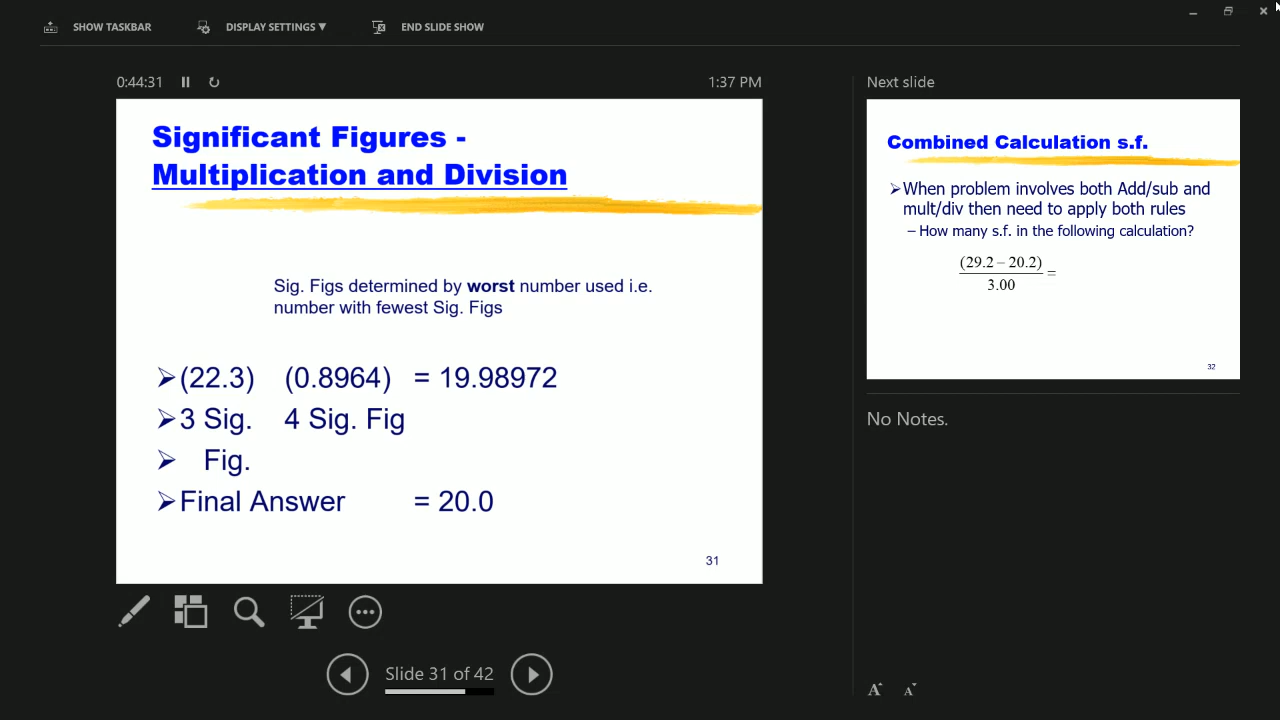 SHOW TASKBAR DISPLAY SETTINGS ▼ END SLIDE SHOW
0:44:31 1:37 PM
Significant Figures -
Multiplication and Division
Sig. Figs determined by worst number used i.e.
number with fewest Sig. Figs
➢(22.3) (0.8964) = 19.98972
➢3 Sig. 4 Sig. Fig
➢ Fig.
➢Final Answer = 20.0
31
Slide 31 of 42
Next slide
Combined Calculation s.f.
➢When problem involves both Add/sub and
mult/div then need to apply both rules
– How many s.f. in the following calculation?
(29.2 – 20.2)
=
3.00
32
No Notes.
A A